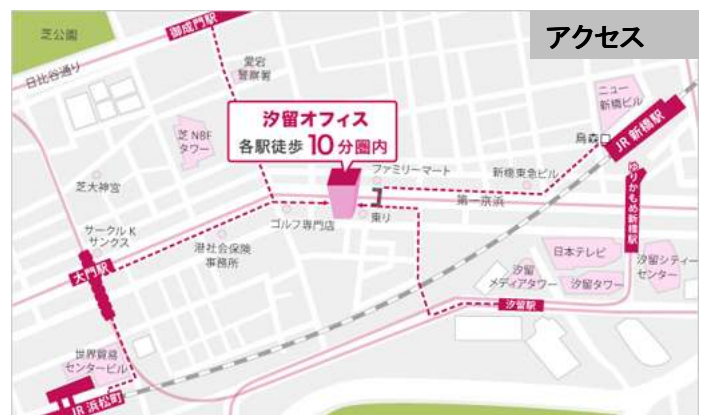 アクセス
芝公園
御成門駅
日比谷通り
愛宕
警察署
ニュー
新橋ビル
JR 新橋駅
烏森口
汐留オフィス
各駅徒歩 10 分圏内
芝 NBF
タワー
ファミリーマート
新橋東急ビル
芝大神宮
第一京浜
ゆりかもめ新橋駅
ゴルフ専門店
東リ
サークル K
サンクス
港社会保険
事務所
大門駅
日本テレビ
汐留シティー
センター
汐留
メディアタワー
汐留タワー
汐留駅
世界貿易
センタービル
JR 浜松町